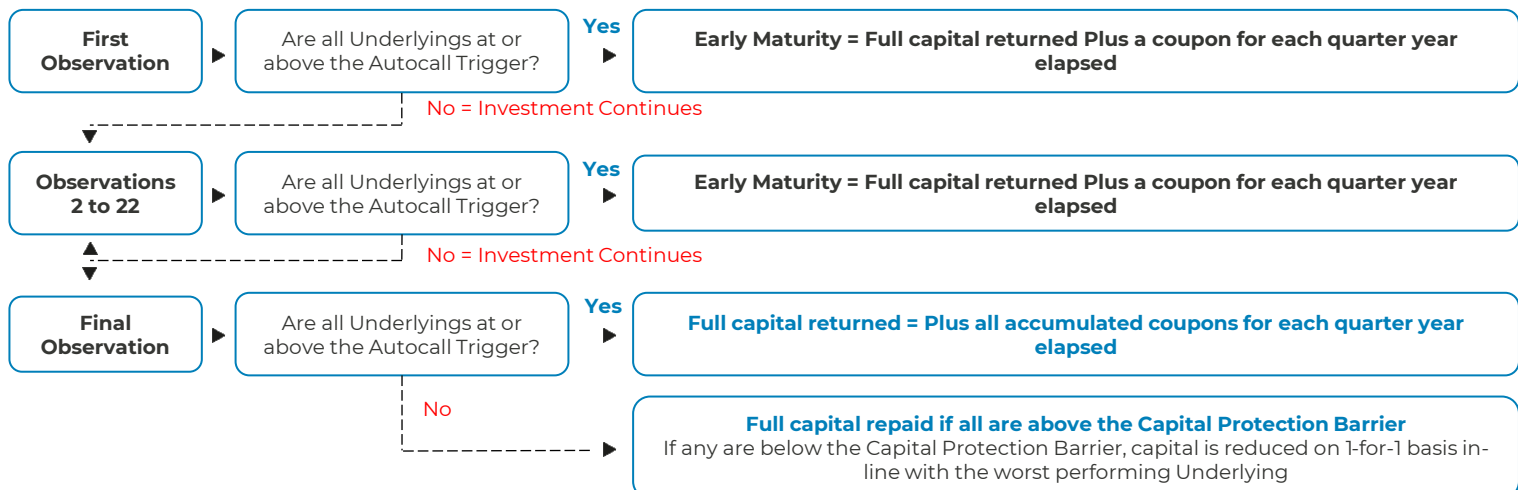 First
Observation
Are all Underlyings at or
above the Autocall Trigger?
Yes
Early Maturity = Full capital returned Plus a coupon for each quarter year
elapsed
No = Investment Continues
Observations
2 to 22
Are all Underlyings at or
above the Autocall Trigger?
Yes
Early Maturity = Full capital returned Plus a coupon for each quarter year
elapsed
No = Investment Continues
Final
Observation
Are all Underlyings at or
above the Autocall Trigger?
Yes
Full capital returned = Plus all accumulated coupons for each quarter year
elapsed
No
Full capital repaid if all are above the Capital Protection Barrier
If any are below the Capital Protection Barrier, capital is reduced on 1-for-1 basis in-
line with the worst performing Underlying